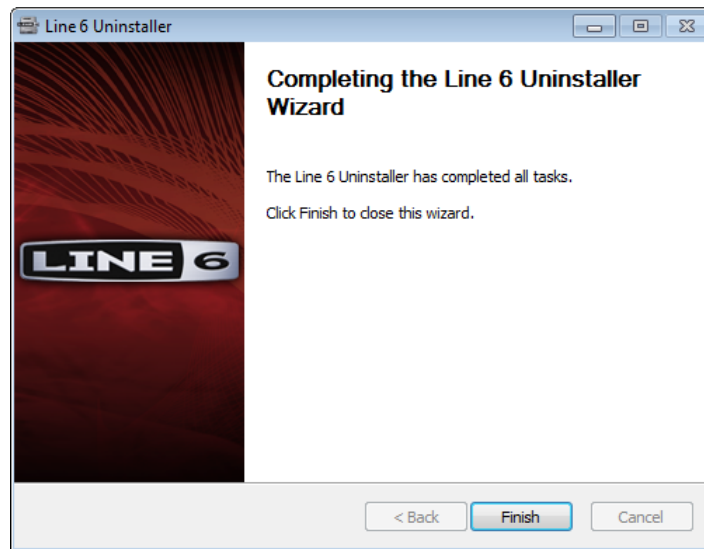 Line 6 Uninstaller
Completing the Line 6 Uninstaller
Wizard
The Line 6 Uninstaller has completed all tasks.
Click Finish to close this wizard.
LINE 6
< Back
Finish
Cancel